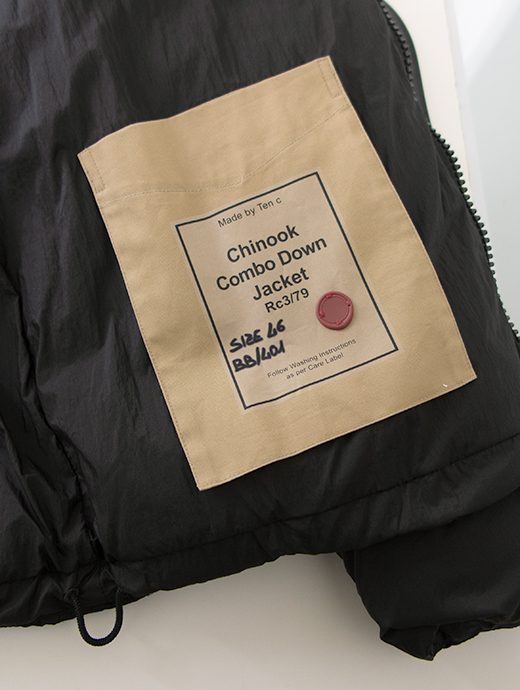 Made by Ten c
Chinook
Combo Down
Jacket
Rc3/79
SIZE 46
BB/401
Follow Washing Instructions
as per Care Label